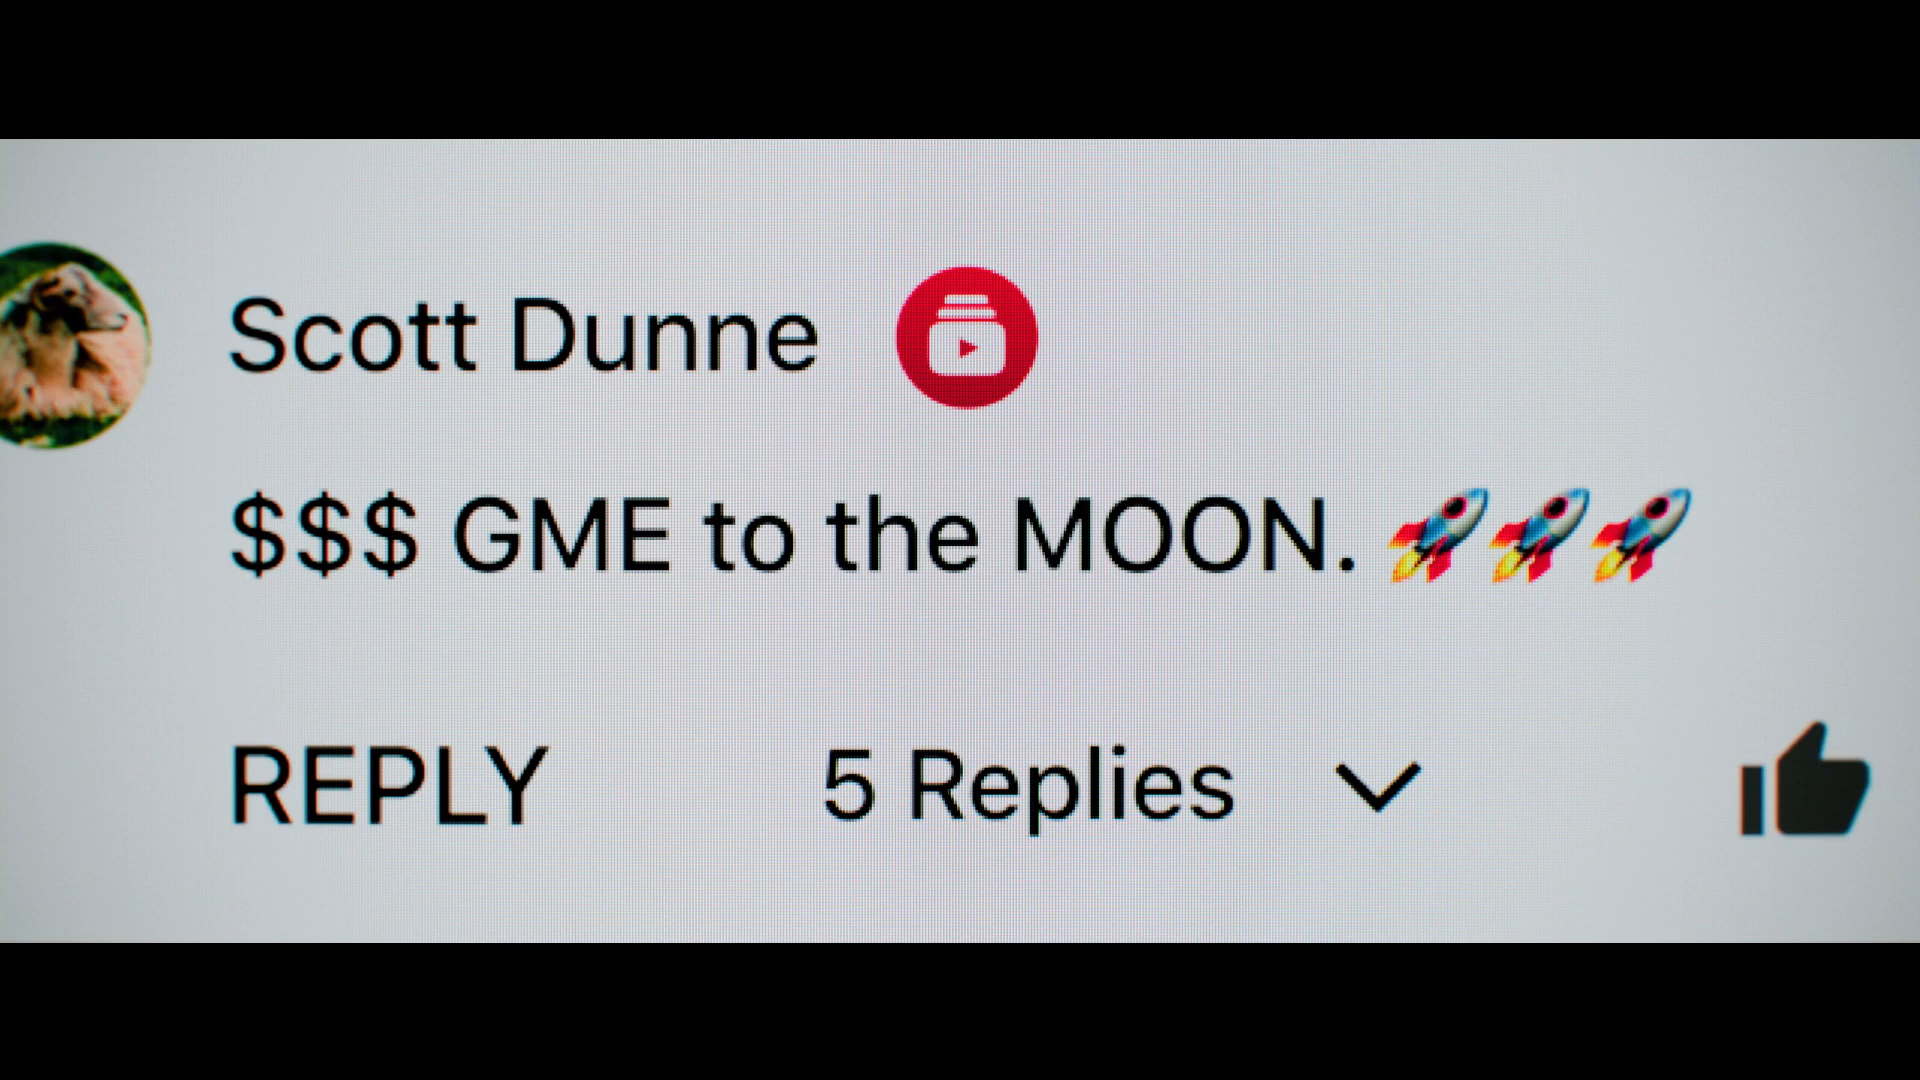 Scott Dunne
$$$ GME to the MOON. 🚀🚀🚀
REPLY
5 Replies